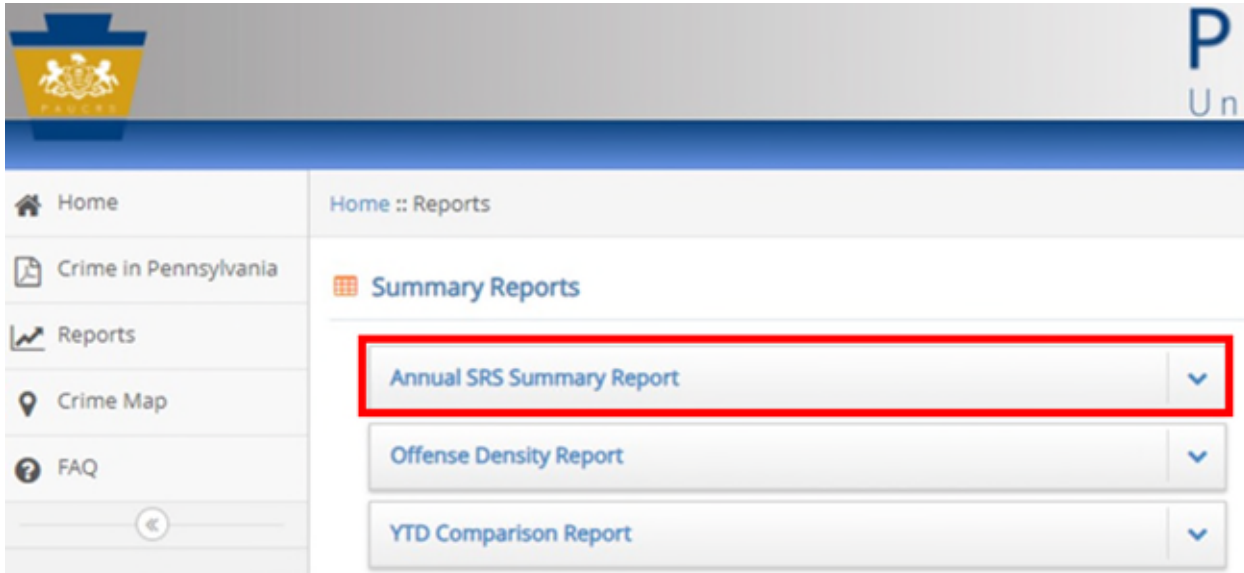 P
Un
PAUCRS
Home
Crime in Pennsylvania
Reports
Crime Map
FAQ
Home :: Reports
Summary Reports
Annual SRS Summary Report
Offense Density Report
YTD Comparison Report